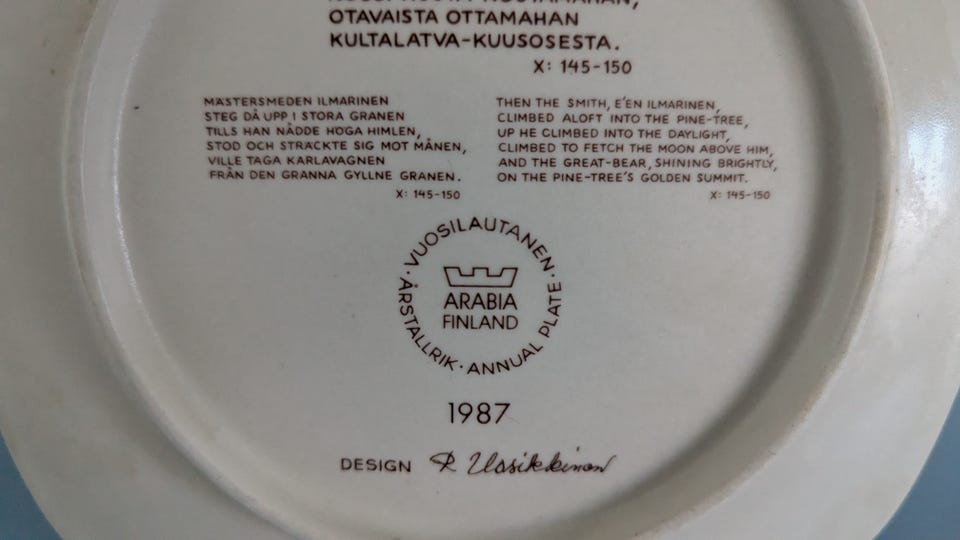 OTAVAISTA OTTAMAHAN
KULTALATVA-KUUSOSESTA.
X: 145-150
MÄSTERSMEDEN ILMARINEN
STEG DÅ UPP I STORA GRANEN
TILLS HAN NÅDDE HÖGA HIMLEN,
STOD OCH STRÄCKTE SIG MOT MÅNEN,
VILLE TAGA KARLAVAGNEN
FRÅN DEN GRANNA GYLLNE GRANEN.
X: 145-150
THEN THE SMITH, E'EN ILMARINEN,
CLIMBED ALOFT INTO THE PINE-TREE,
UP HE CLIMBED INTO THE DAYLIGHT,
CLIMBED TO FETCH THE MOON ABOVE HIM,
AND THE GREAT-BEAR, SHINING BRIGHTLY,
ON THE PINE-TREE'S GOLDEN SUMMIT.
X: 145-150
· VUOSILAUTANEN · ANNUAL PLATE · ÅRSTALLRIK
ARABIA
FINLAND
1987
DESIGN R Uosikkinen